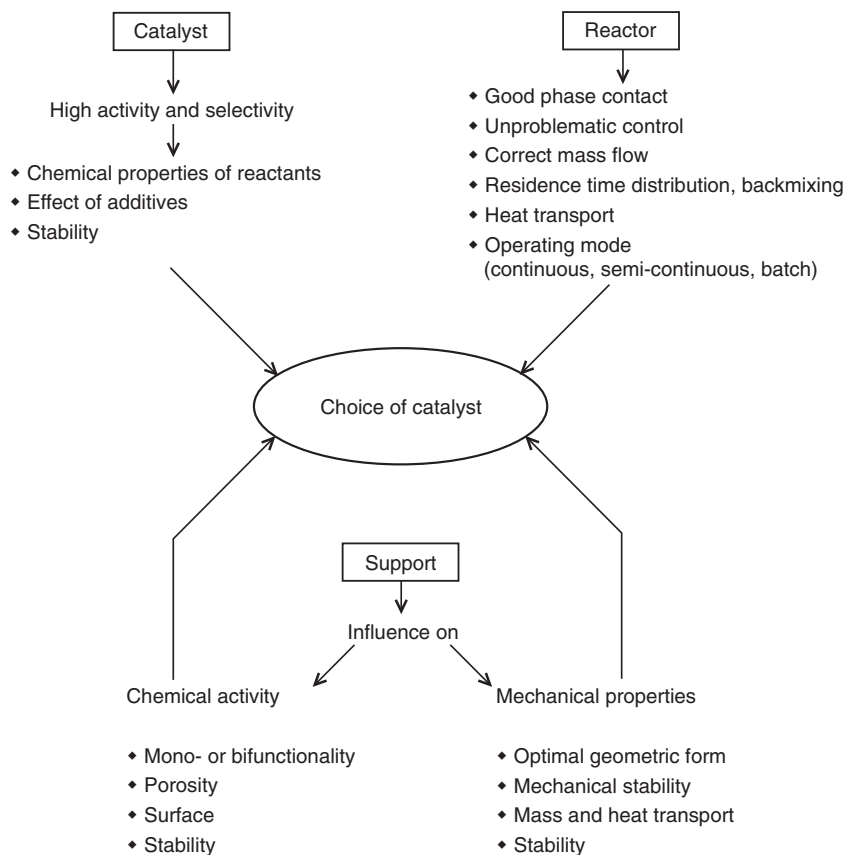 Catalyst
High activity and selectivity
◆ Chemical properties of reactants
◆ Effect of additives
◆ Stability
Reactor
◆ Good phase contact
◆ Unproblematic control
◆ Correct mass flow
◆ Residence time distribution, backmixing
◆ Heat transport
◆ Operating mode
(continuous, semi-continuous, batch)
Choice of catalyst
Support
Influence on
Chemical activity
◆ Mono- or bifunctionality
◆ Porosity
◆ Surface
◆ Stability
Mechanical properties
◆ Optimal geometric form
◆ Mechanical stability
◆ Mass and heat transport
◆ Stability